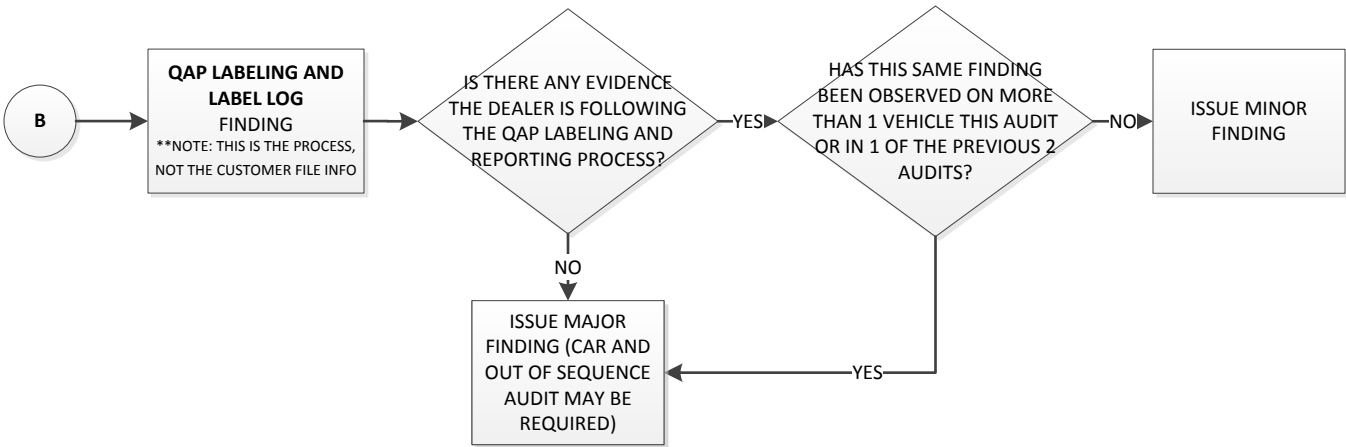 B
QAP LABELING AND
LABEL LOG
FINDING
**NOTE: THIS IS THE PROCESS,
NOT THE CUSTOMER FILE INFO
IS THERE ANY EVIDENCE
THE DEALER IS FOLLOWING
THE QAP LABELING AND
REPORTING PROCESS?
YES
HAS THIS SAME FINDING
BEEN OBSERVED ON MORE
THAN 1 VEHICLE THIS AUDIT
OR IN 1 OF THE PREVIOUS 2
AUDITS?
NO
ISSUE MINOR
FINDING
NO
ISSUE MAJOR
FINDING (CAR AND
OUT OF SEQUENCE
AUDIT MAY BE
REQUIRED)
YES